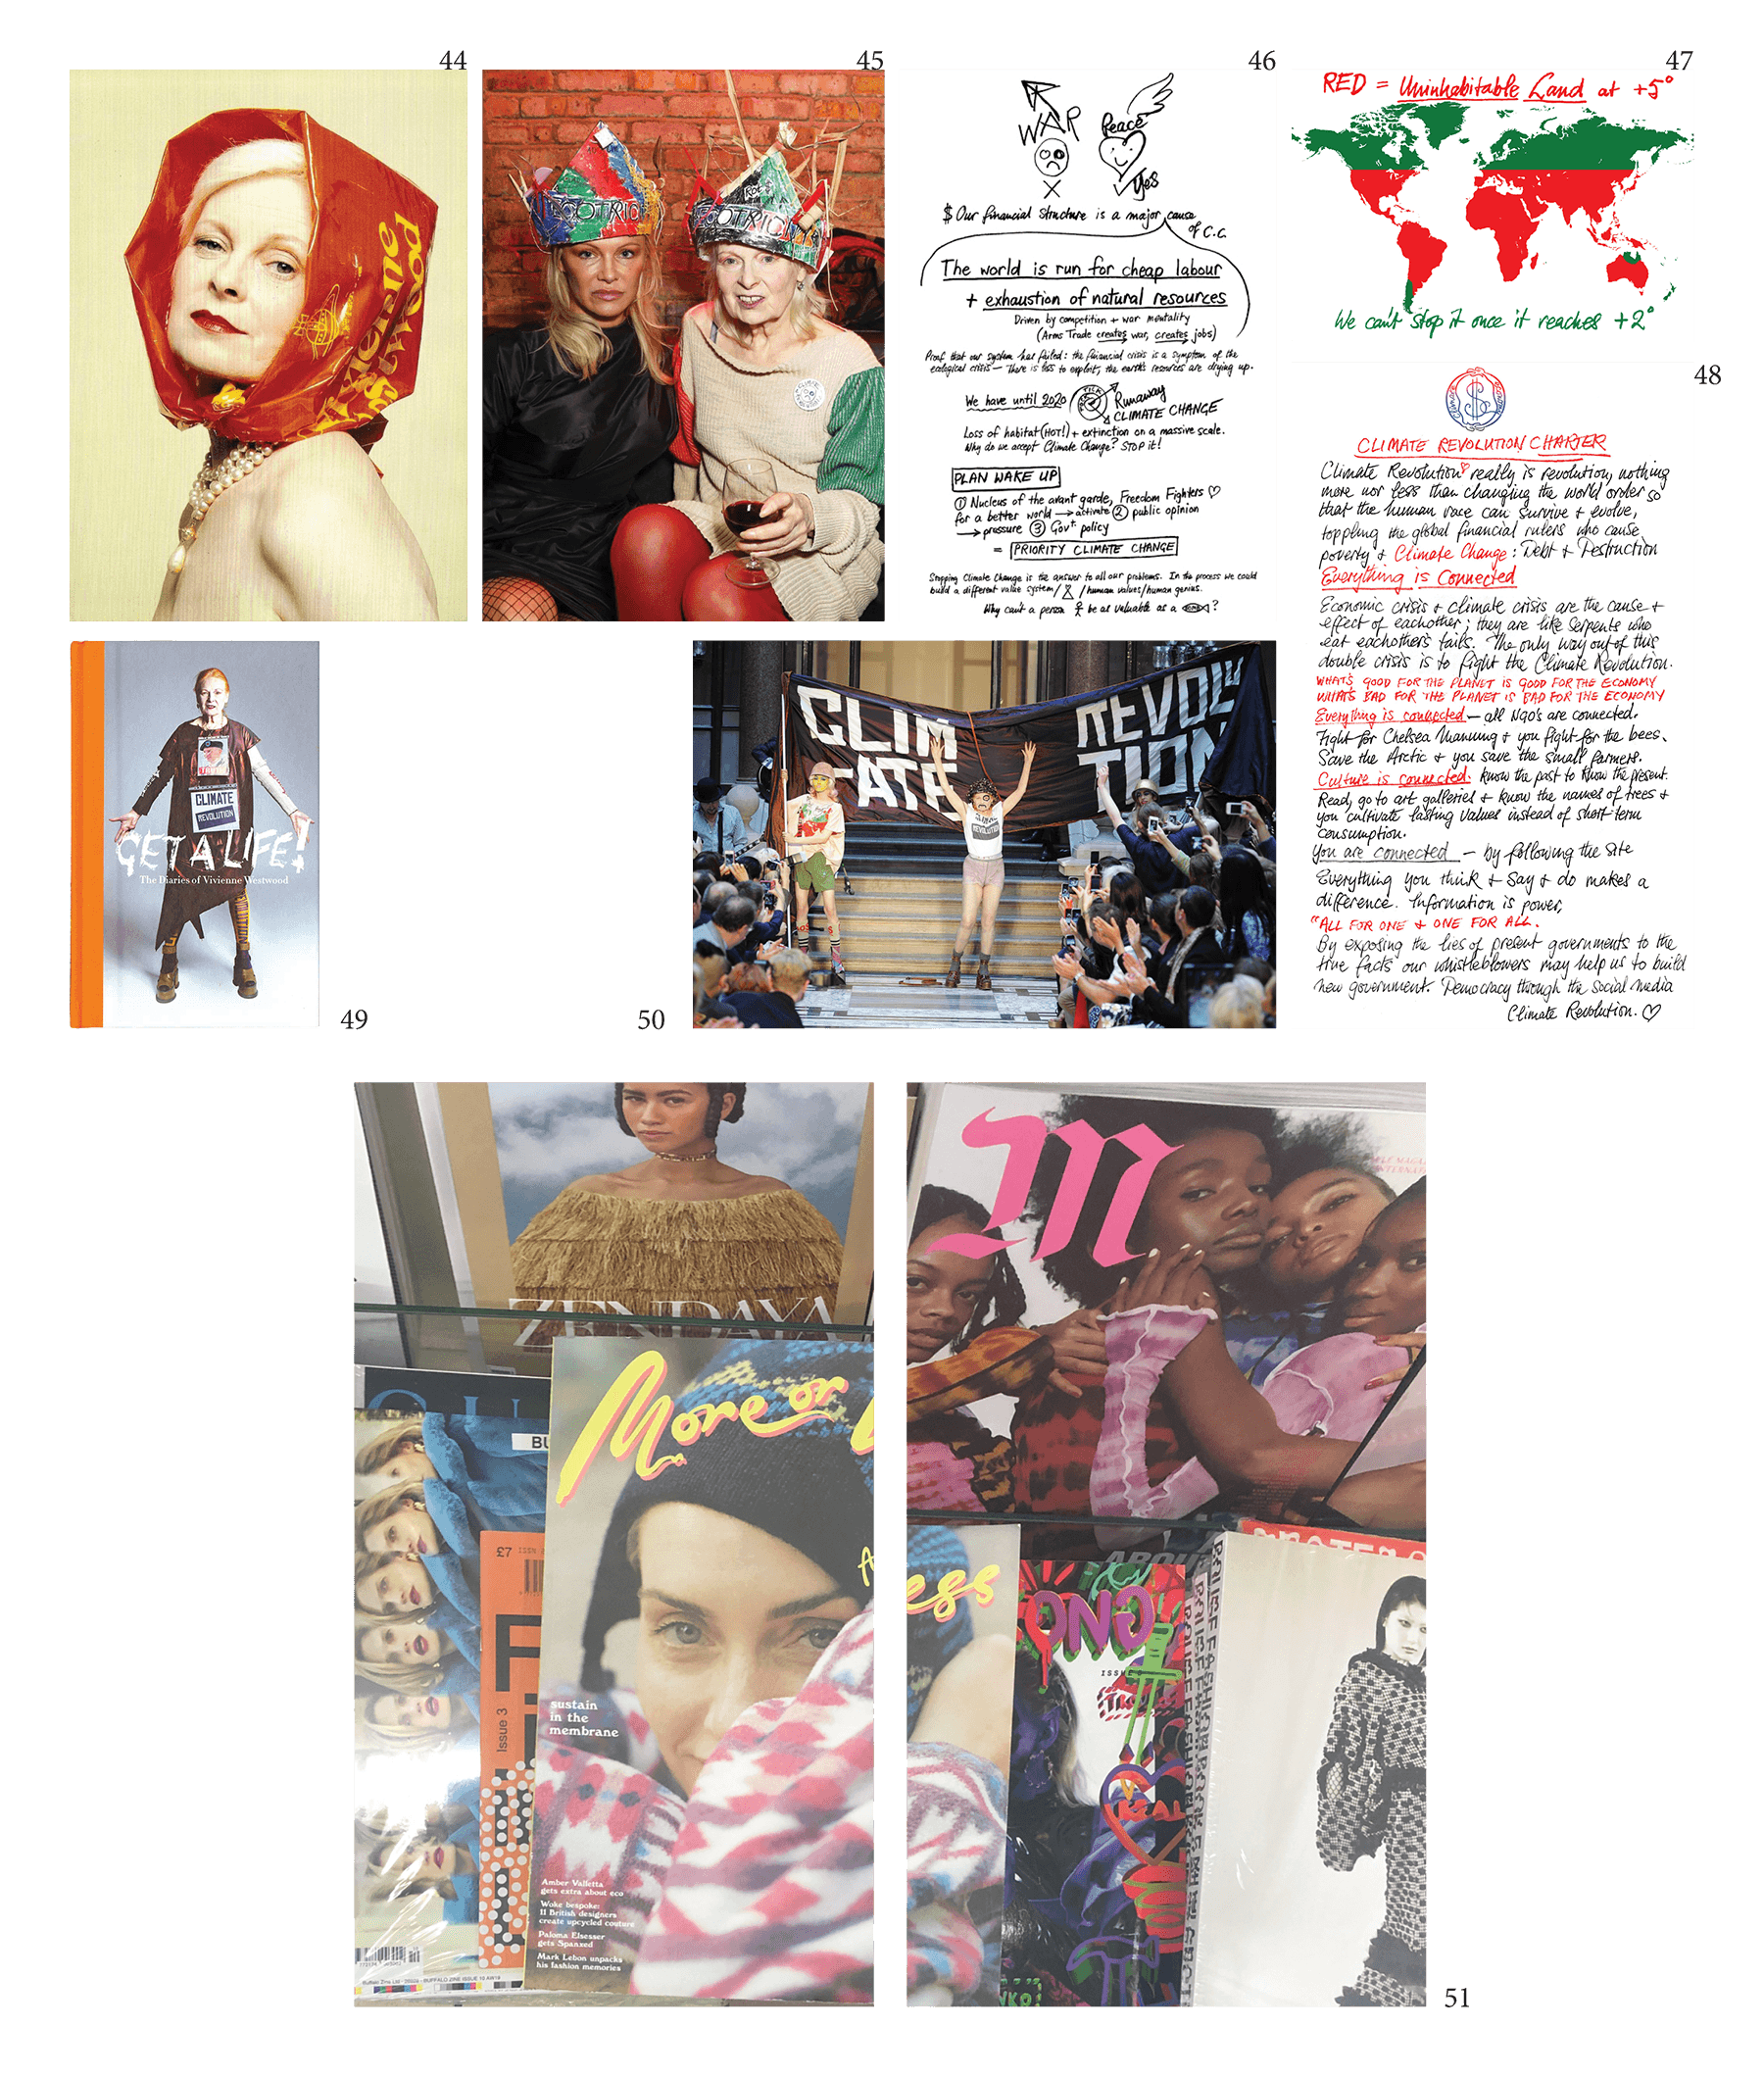 44
45
46
47
48
49
50
51
Vivienne
Westwood
WAR
Peace
Yes
$ Our financial structure is a major cause
of C.C.
The world is run for cheap labour
+ exhaustion of natural resources
Driven by competition + war mentality
(Arms Trade creates war, creates jobs)
Proof that our system has failed: the financial crisis is a symptom of the
ecological crisis — There is less to exploit, the earth's resources are drying up.
We have until 2020
Runaway
CLIMATE CHANGE
Loss of habitat (HOT!) + extinction on a massive scale.
Why do we accept Climate Change? STOP it!
PLAN WAKE UP
① Nucleus of the avant garde, Freedom Fighters
for a better world → activate ② public opinion
→ pressure ③ Govt. policy
= PRIORITY CLIMATE CHANGE
Stopping Climate Change is the answer to all our problems. In the process we could
build a different value system / /human values/human genius.
Why can't a person be as valuable as a ?
RED = Uninhabitable Land at +5°
We can't stop it once it reaches +2°
CLIMATE REVOLUTION CHARTER
Climate Revolution really is revolution, nothing
more nor less than changing the world order so
that the human race can survive + evolve,
toppling the global financial rulers who cause
poverty + Climate Change: Debt + Destruction
Everything is Connected
Economic crisis + climate crisis are the cause +
effect of eachother; they are like serpents who
eat eachother's tails. The only way out of this
double crisis is to fight the Climate Revolution.
WHAT'S GOOD FOR THE PLANET IS GOOD FOR THE ECONOMY
WHAT'S BAD FOR THE PLANET IS BAD FOR THE ECONOMY
Everything is connected — all NGO's are connected.
Fight for Chelsea Manning + you fight for the bees.
Save the Arctic + you save the small farmers.
Culture is connected: Know the past to know the present.
Read, go to art galleries + know the names of trees +
you cultivate lasting values instead of short term
consumption.
You are connected — by following the site
Everything you think + say + do makes a
difference. Information is power,
"ALL FOR ONE + ONE FOR ALL.
By exposing the lies of present governments to the
true facts our whistleblowers may help us to build
new government. Democracy through the social media
Climate Revolution.
CLIMATE
REVOLUTION
GET A LIFE!
The Diaries of Vivienne Westwood
CLIM
ATE
REVOLU
TION
REVOLUTION
ZENDAYA
More or
BU
£7
Issue 3
sustain
in the
membrane
Amber Valletta
gets extra about eco
Woke bespoke:
11 British designers
create upcycled couture
Paloma Elsesser
gets Spanxed
Mark Lebon unpacks
his fashion memories
M
ess
REAL